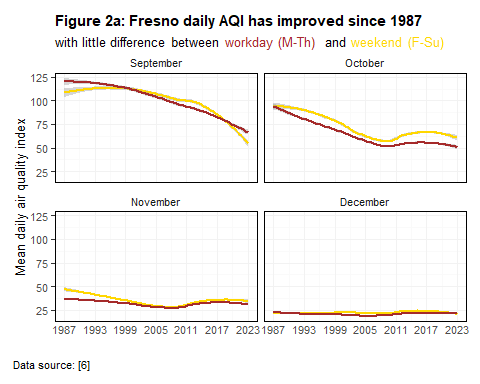 Figure 2a: Fresno daily AQI has improved since 1987
with little difference between workday (M-Th) and weekend (F-Su)
September
October
125
100
75
50
25
November
December
125
100
75
50
25
Mean daily air quality index
1987 1993 1999 2005 2011 2017 2023
1987 1993 1999 2005 2011 2017 2023
Data source: [6]